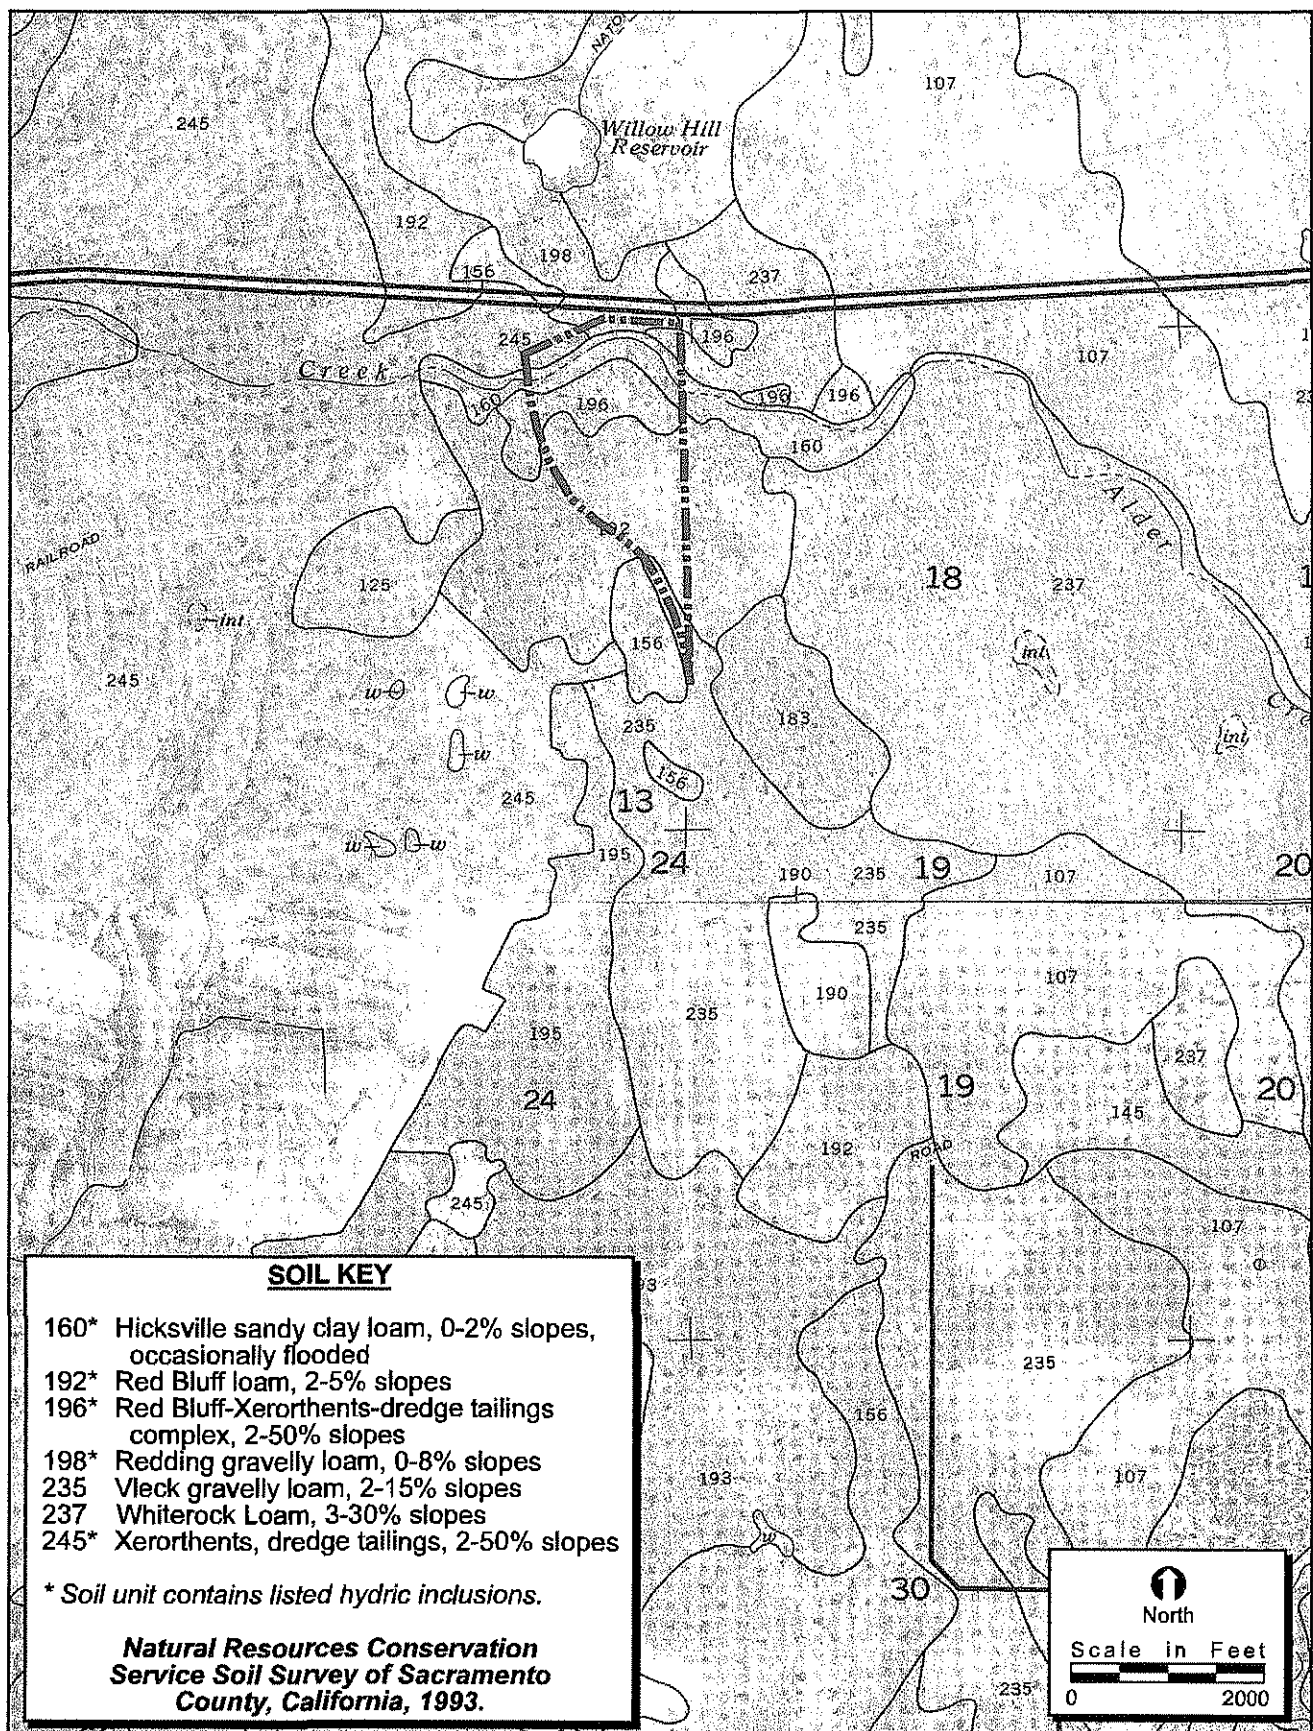 NATO
107
245
Willow Hill
Reservoir
192
198
156
237
245
196
107
Creek
160
196
196
196
160
Alder
RAILROAD
125
18
237
int
156
int
245
w
w
183
235
int
w
156
245
13
w
w
195
24
190
235
19
107
20
235
107
190
235
195
237
24
19
20
145
192
ROAD
245
107
93
235
156
193
107
w
30
235
SOIL KEY
160* Hicksville sandy clay loam, 0-2% slopes,
occasionally flooded
192* Red Bluff loam, 2-5% slopes
196* Red Bluff-Xerorthents-dredge tailings
complex, 2-50% slopes
198* Redding gravelly loam, 0-8% slopes
235 Vleck gravelly loam, 2-15% slopes
237 Whiterock Loam, 3-30% slopes
245* Xerorthents, dredge tailings, 2-50% slopes
* Soil unit contains listed hydric inclusions.
Natural Resources Conservation
Service Soil Survey of Sacramento
County, California, 1993.
North
Scale in Feet
0 2000